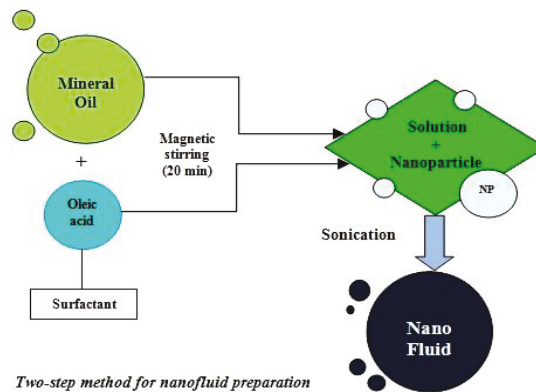 Mineral
Oil
+
Oleic
acid
Surfactant
Magnetic
stirring
(20 min)
Solution
+
Nanoparticle
NP
Sonication
Nano
Fluid
Two-step method for nanofluid preparation